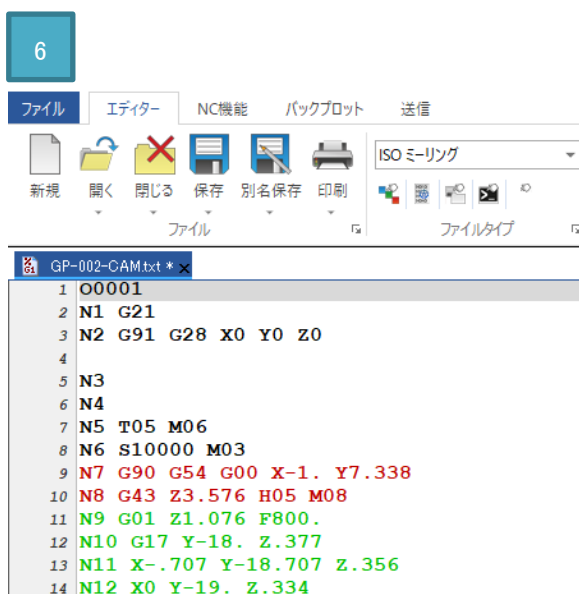 6
ファイル エディター NC機能 バックプロット 送信
ISO ミーリング
新規 開く 閉じる 保存 別名保存 印刷
ファイル ファイルタイプ
GP-002-CAM.txt * x
1 O0001
2 N1 G21
3 N2 G91 G28 X0 Y0 Z0
4
5 N3
6 N4
7 N5 T05 M06
8 N6 S10000 M03
9 N7 G90 G54 G00 X-1. Y7.338
10 N8 G43 Z3.576 H05 M08
11 N9 G01 Z1.076 F800.
12 N10 G17 Y-18. Z.377
13 N11 X-.707 Y-18.707 Z.356
14 N12 X0 Y-19. Z.334